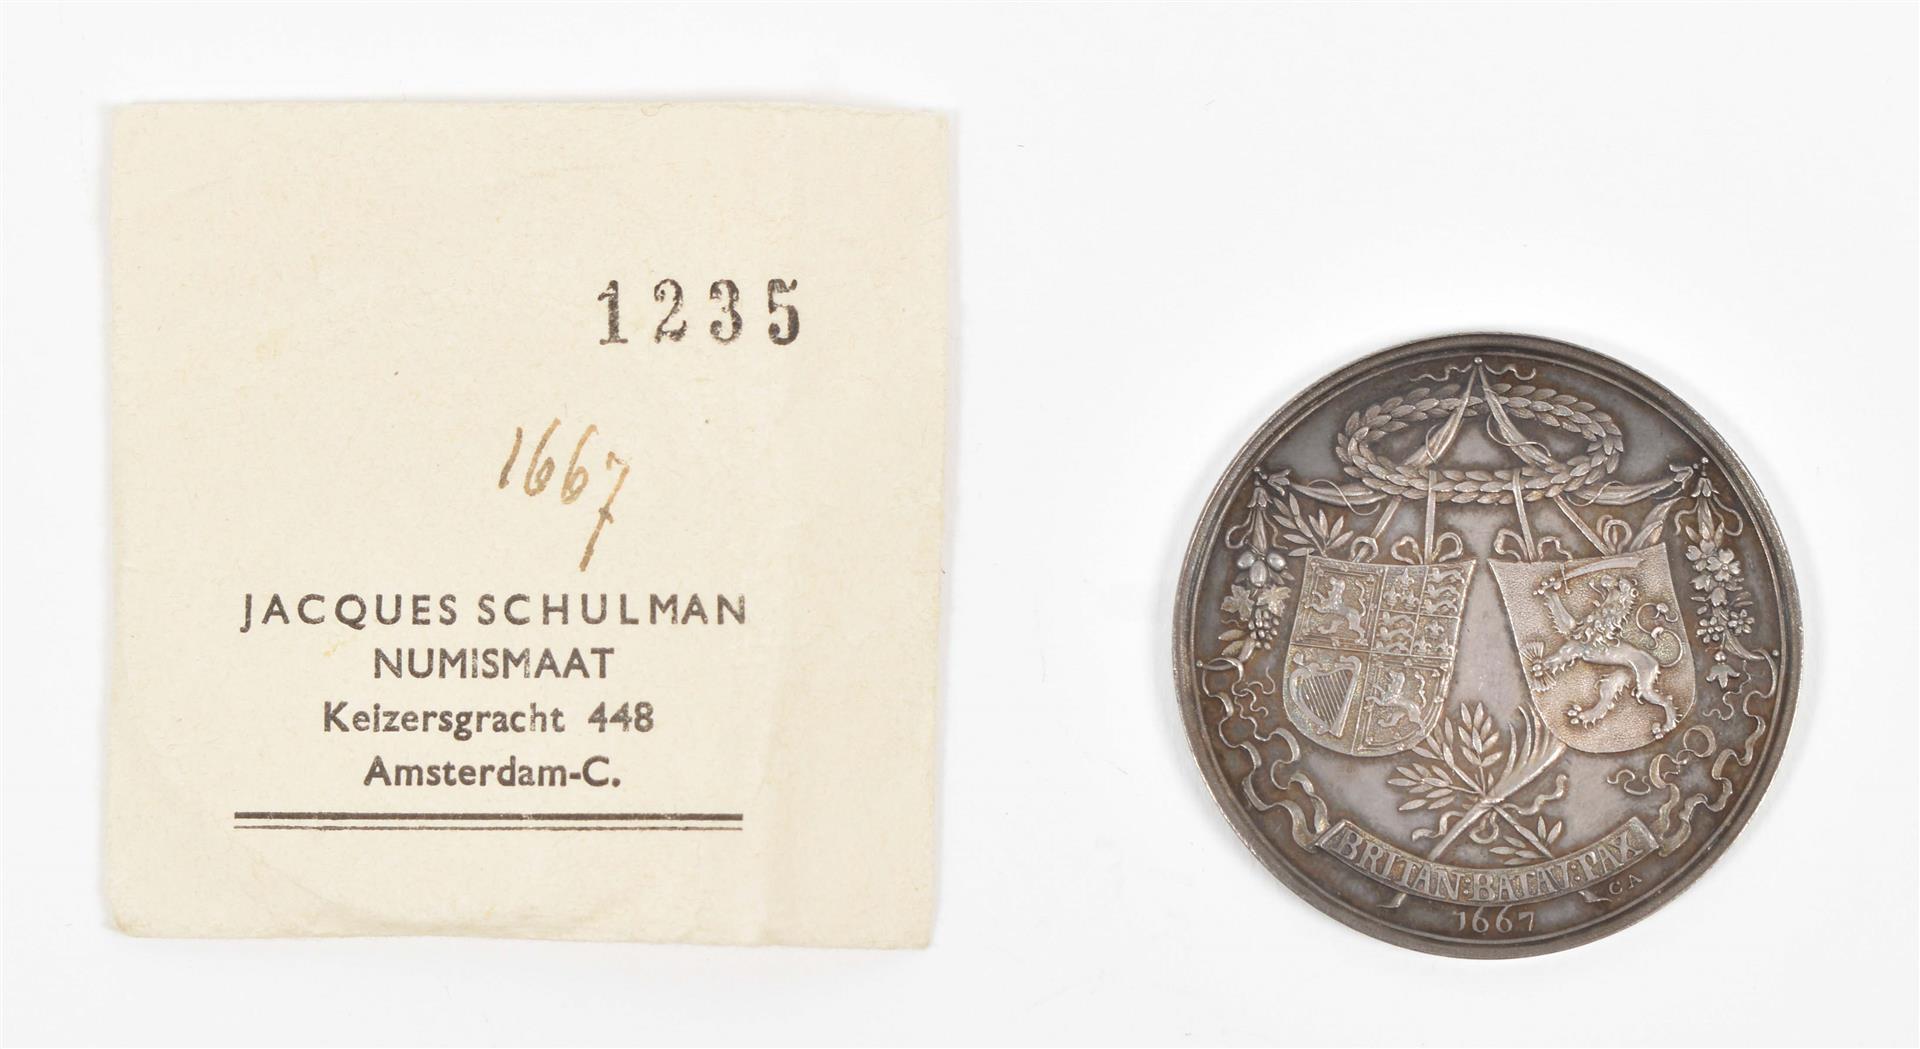 1235
1667
JACQUES SCHULMAN
NUMISMAAT
Keizersgracht 448
Amsterdam-C.
BRITAN:BATAV:PAX
CA
1667